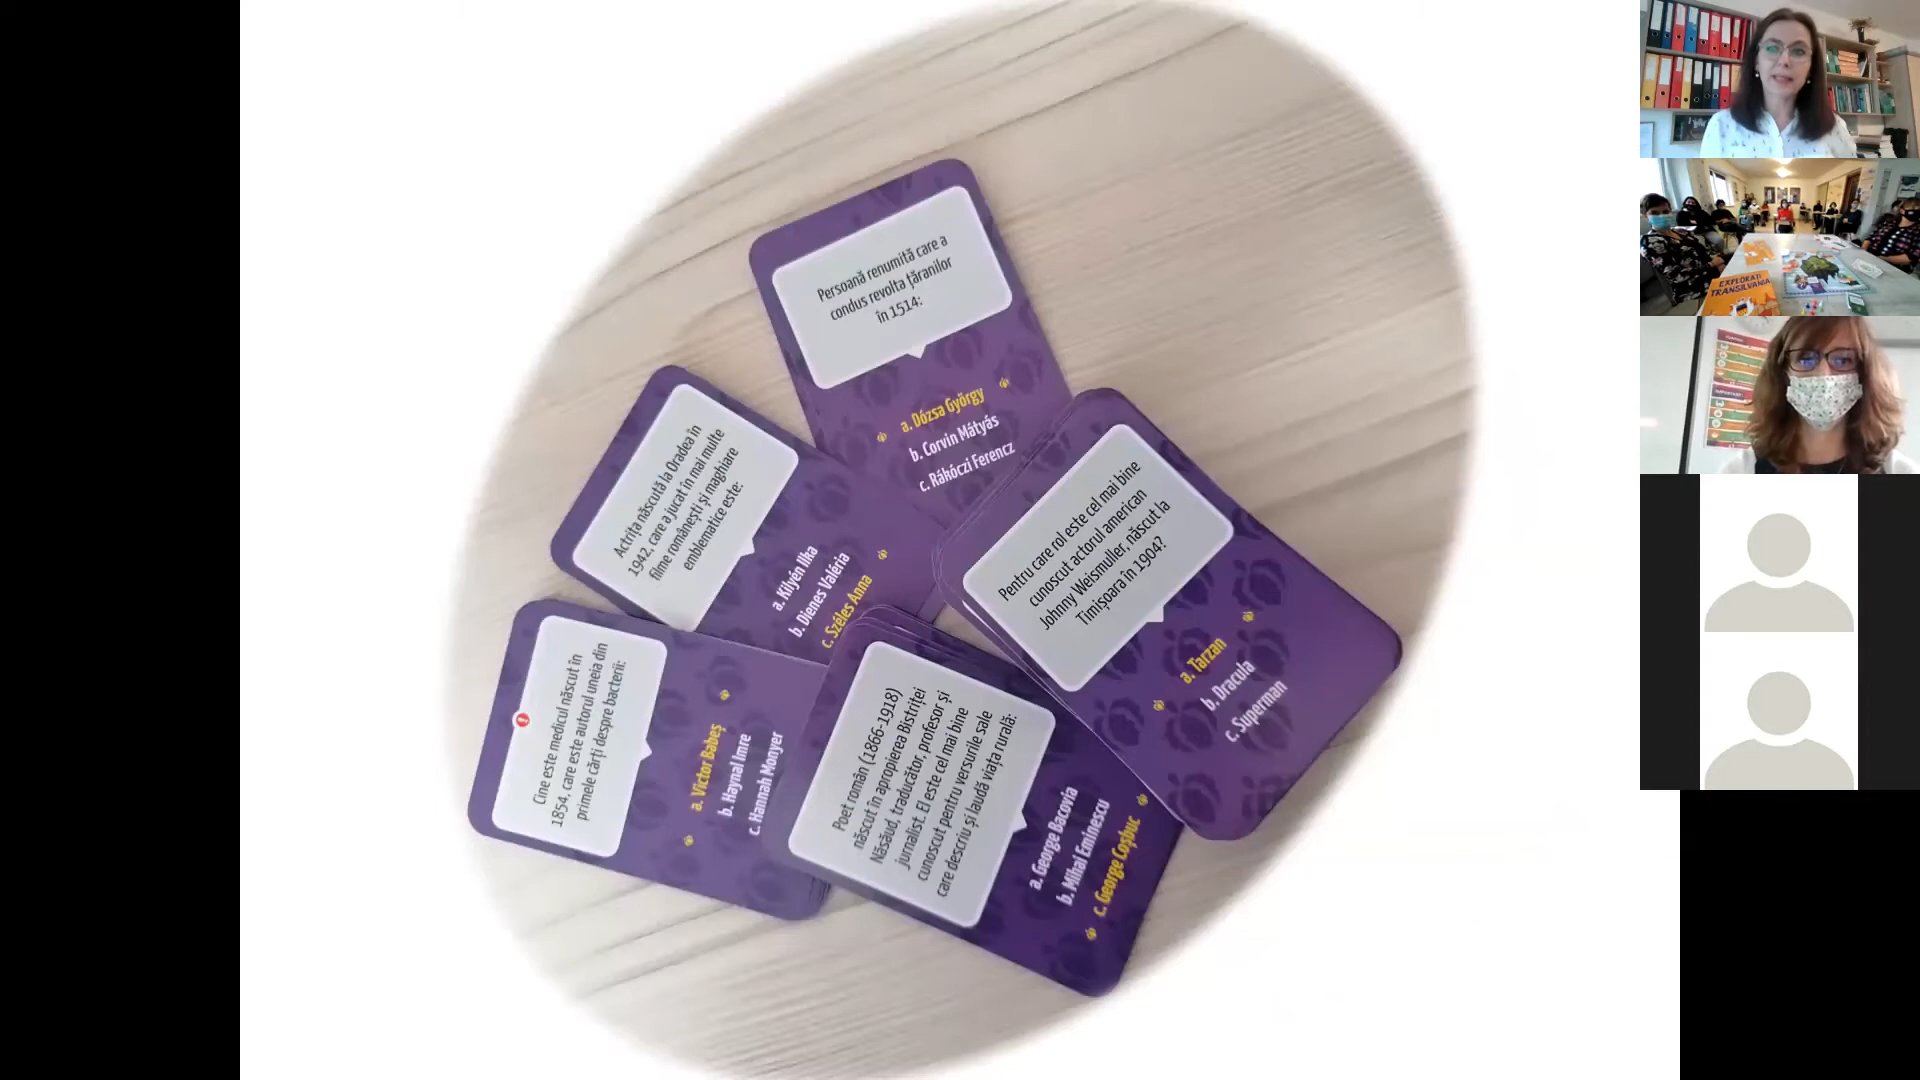 Persoană renumită care a
condus revolta țăranilor
în 1514:
a. Dózsa György
b. Corvin Mátyás
c. Rákóczi Ferencz
Actrița născută la Oradea în
1942, care a jucat în mai multe
filme românești și maghiare
emblematice este:
a. Kilyén Ilka
b. Dienes Valéria
c. Széles Anna
Pentru care rol este cel mai bine
cunoscut actorul american
Johnny Weismuller, născut la
Timișoara în 1904?
a. Tarzan
b. Dracula
c. Superman
Cine este medicul născut în
1854, care este autorul uneia din
primele cărți despre bacterii:
a. Victor Babeș
b. Haynal Imre
c. Hannah Monyer
Poet român (1866-1918)
născut în apropierea Bistriței
Năsăud, traducător, profesor și
jurnalist. El este cel mai bine
cunoscut pentru versurile sale
care descriu și laudă viața rurală:
a. George Bacovia
b. Mihai Eminescu
c. George Coșbuc
EXPLORAȚI
TRANSILVANIA